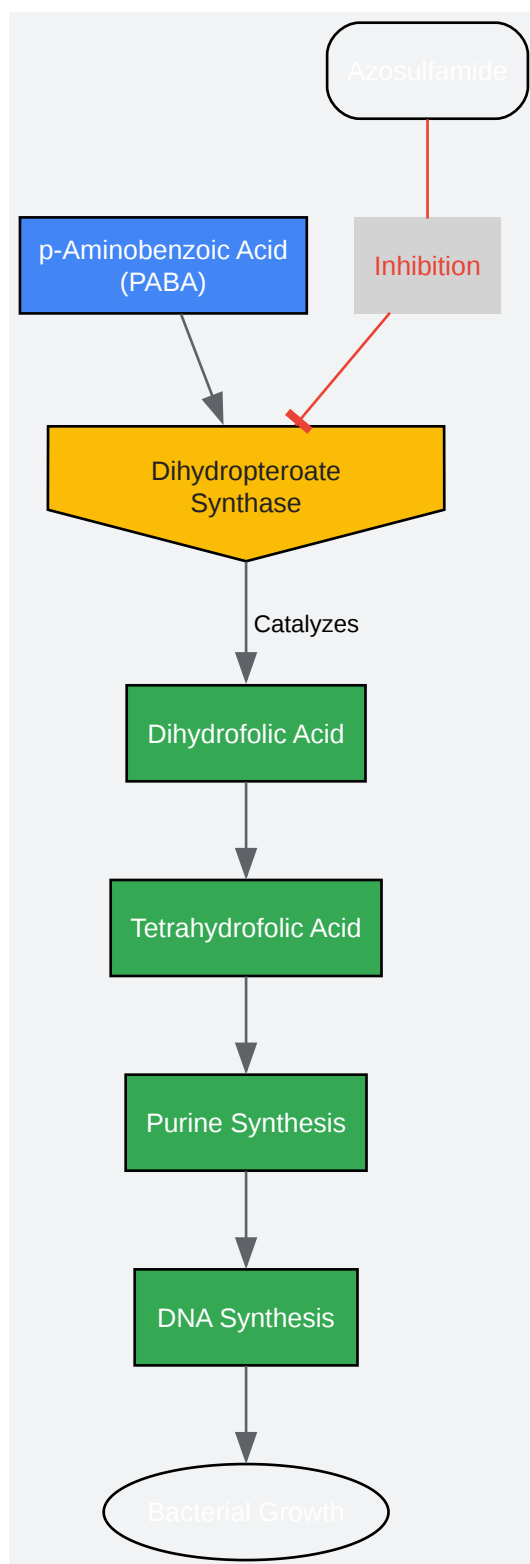 Azosulfamide
p-Aminobenzoic Acid
(PABA)
Inhibition
Dihydropteroate
Synthase
Catalyzes
Dihydrofolic Acid
Tetrahydrofolic Acid
Purine Synthesis
DNA Synthesis
Bacterial Growth